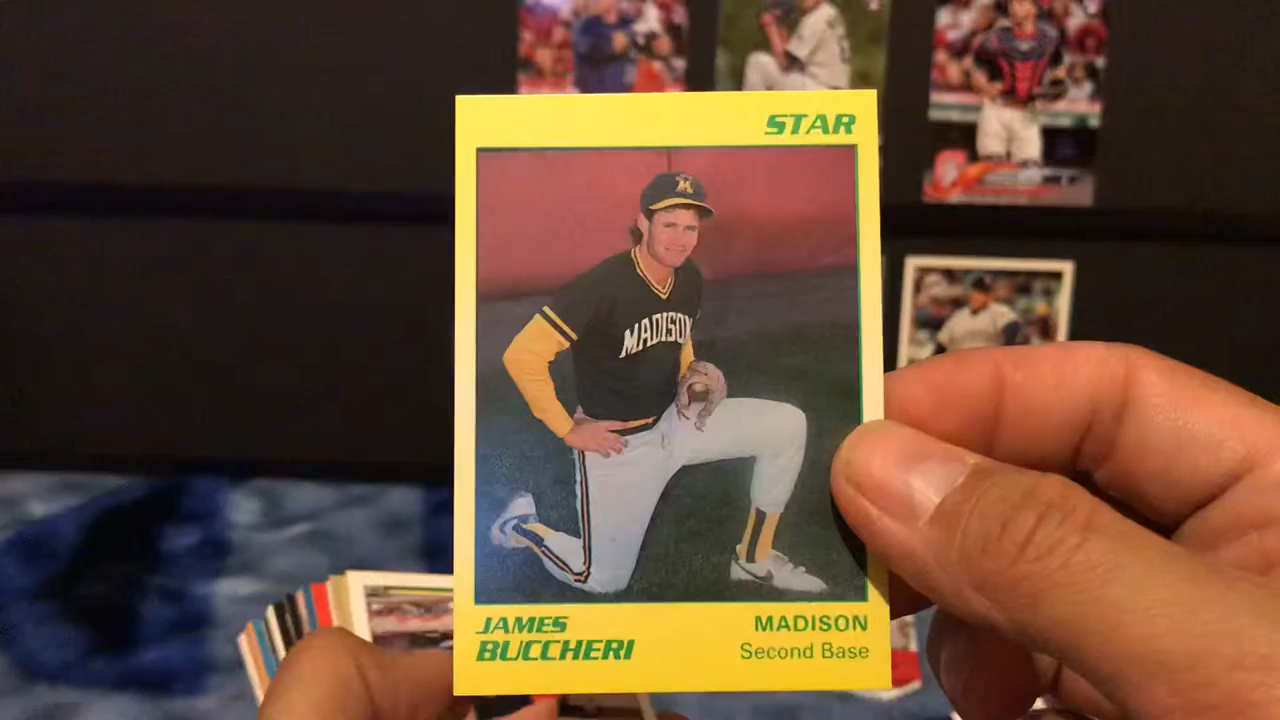 STAR
M
MADISON
JAMES
BUCCHERI
MADISON
Second Base